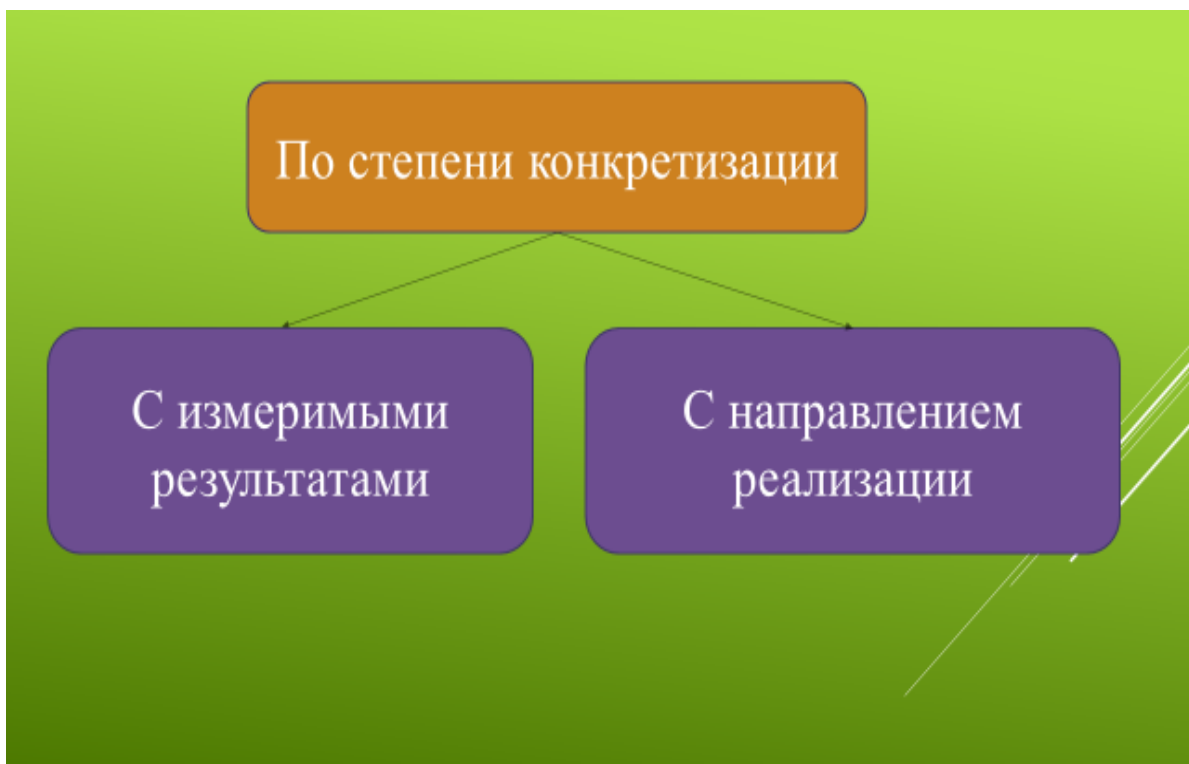 По степени конкретизации
С измеримыми
результатами
С направлением
реализации